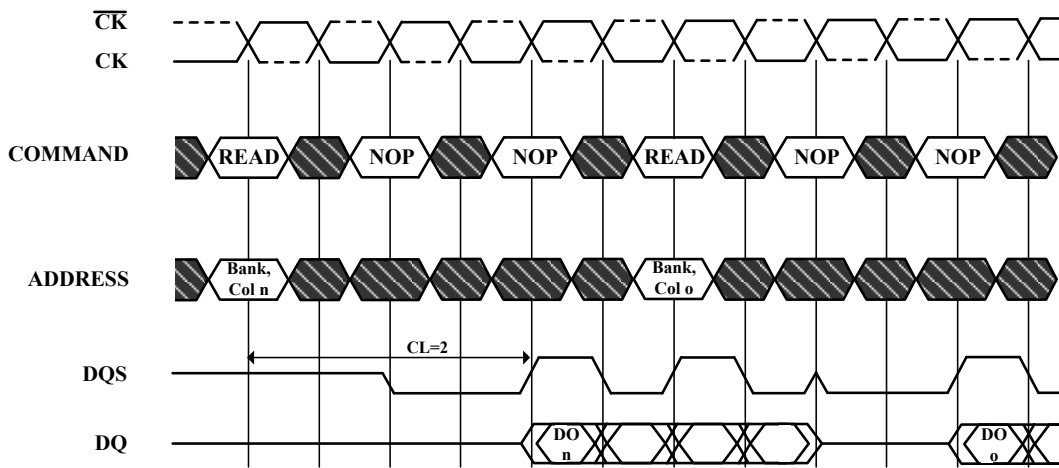 CK
CK
COMMAND READ NOP NOP READ NOP NOP
ADDRESS Bank, Col n Bank, Col o
CL=2
DQS
DQ DO n DO o